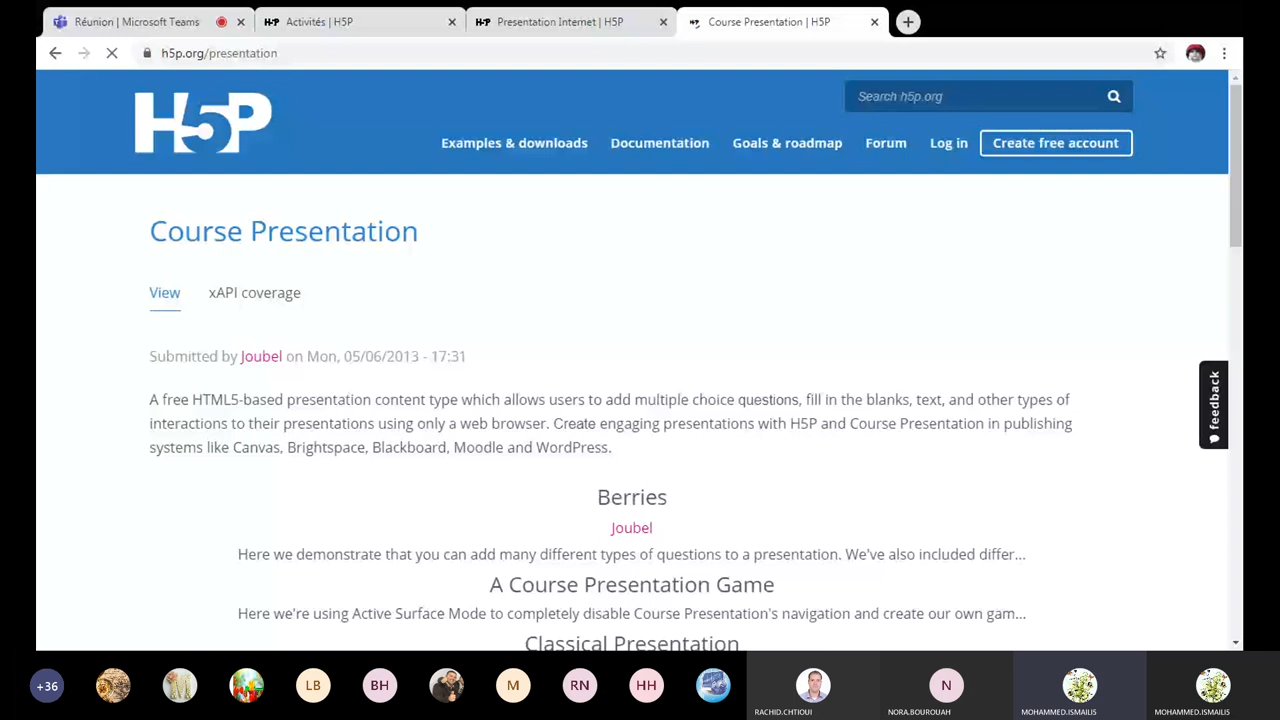 Réunion | Microsoft Teams
Activités | H5P
Presentation Internet | H5P
Course Presentation | H5P
h5p.org/presentation
H5P
Search h5p.org
Examples & downloads
Documentation
Goals & roadmap
Forum
Log in
Create free account
Course Presentation
View
xAPI coverage
Submitted by Joubel on Mon, 05/06/2013 - 17:31
A free HTML5-based presentation content type which allows users to add multiple choice questions, fill in the blanks, text, and other types of
interactions to their presentations using only a web browser. Create engaging presentations with H5P and Course Presentation in publishing
systems like Canvas, Brightspace, Blackboard, Moodle and WordPress.
feedback
Berries
Joubel
Here we demonstrate that you can add many different types of questions to a presentation. We've also included differ...
A Course Presentation Game
Here we're using Active Surface Mode to completely disable Course Presentation's navigation and create our own gam...
Classical Presentation
+36
LB
BH
M
RN
HH
N
RACHID.CHTIOUI
NORA.BOUROUAH
MOHAMMED.ISMAILIS
MOHAMMED.ISMAILIS